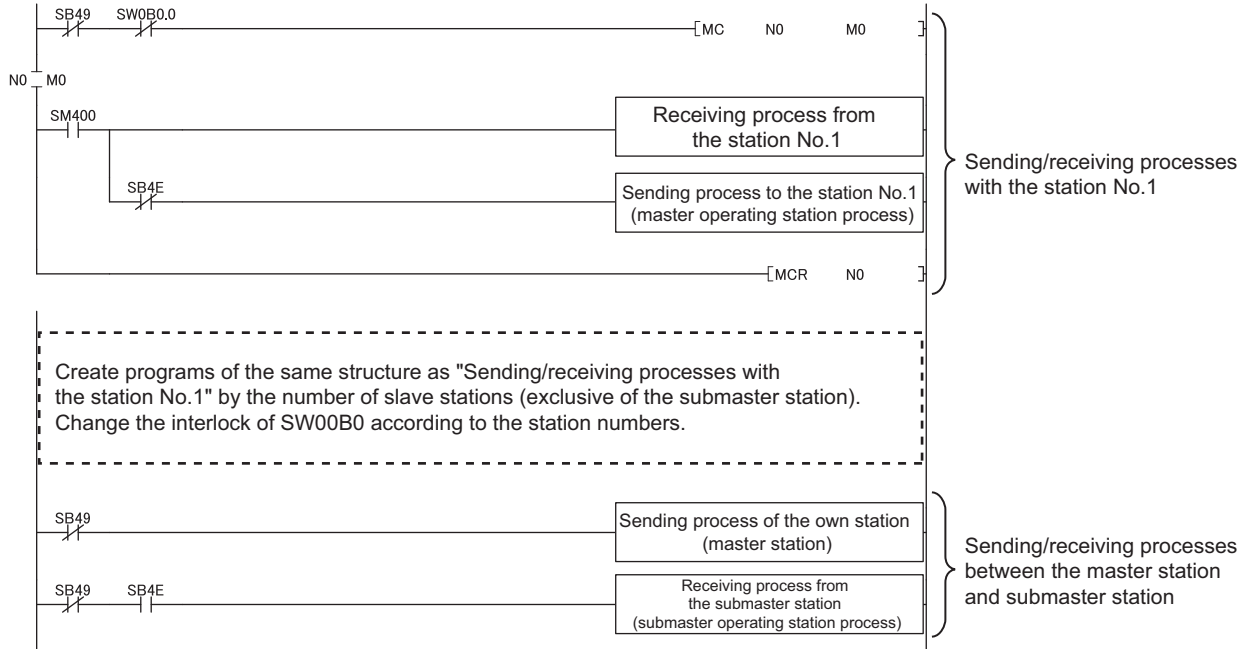 SB49 SW0B0.0
[MC N0 M0 ]
N0 M0
SM400
Receiving process from
the station No.1
SB4E
Sending process to the station No.1
(master operating station process)
Sending/receiving processes
with the station No.1
[MCR N0 ]
Create programs of the same structure as "Sending/receiving processes with
the station No.1" by the number of slave stations (exclusive of the submaster station).
Change the interlock of SW00B0 according to the station numbers.
SB49
Sending process of the own station
(master station)
SB49 SB4E
Receiving process from
the submaster station
(submaster operating station process)
Sending/receiving processes
between the master station
and submaster station